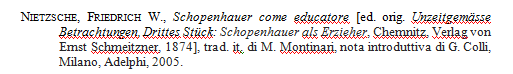 NIETZSCHE, FRIEDRICH W., Schopenhauer come educatore [ed. orig. Unzeitgemässe
Betrachtungen, Drittes Stück: Schopenhauer als Erzieher, Chemnitz, Verlag von
Ernst Schmeitzner, 1874], trad. it. di M. Montinari, nota introduttiva di G. Colli,
Milano, Adelphi, 2005.